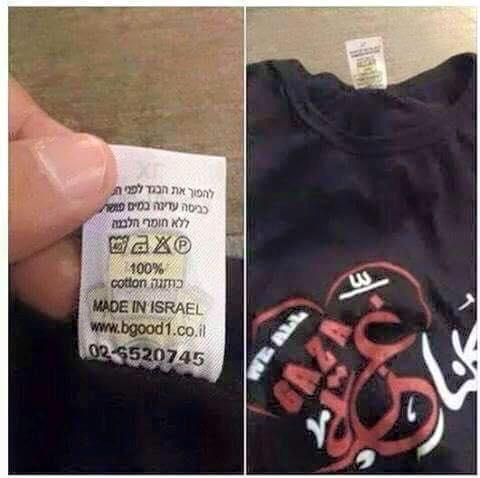 להפוך את הבגד לפני
כביסה עדינה במים
ללא חומרי הלבנה
40 P
100%
כותנה cotton
MADE IN ISRAEL
www.bgood1.co.il
02-6520745
WE ALL
GAZA
غزة
كلنا